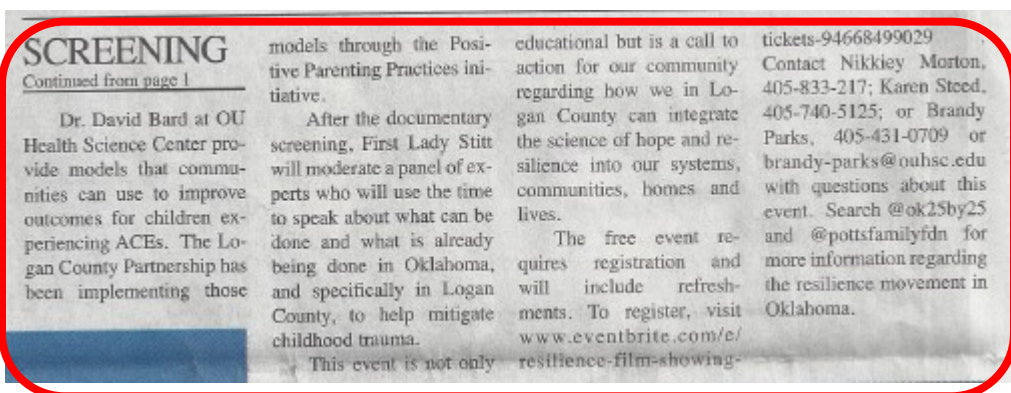 SCREENING
Continued from page 1
Dr. David Bard at OU
Health Science Center pro-
vide models that commu-
nities can use to improve
outcomes for children ex-
periencing ACEs. The Lo-
gan County Partnership has
been implementing those
models through the Posi-
tive Parenting Practices ini-
tiative.
After the documentary
screening, First Lady Stitt
will moderate a panel of ex-
perts who will use the time
to speak about what can be
done and what is already
being done in Oklahoma,
and specifically in Logan
County, to help mitigate
childhood trauma.
This event is not only
educational but is a call to
action for our community
regarding how we in Lo-
gan County can integrate
the science of hope and re-
silience into our systems,
communities, homes and
lives.
The free event re-
quires registration and
will include refresh-
ments. To register, visit
www.eventbrite.com/e/
resilience-film-showing-
tickets-94668499029
Contact Nikkiey Morton,
405-833-217; Karen Steed,
405-740-5125; or Brandy
Parks, 405-431-0709 or
brandy-parks@ouhsc.edu
with questions about this
event. Search @ok25by25
and @pottsfamilyfdn for
more information regarding
the resilience movement in
Oklahoma.